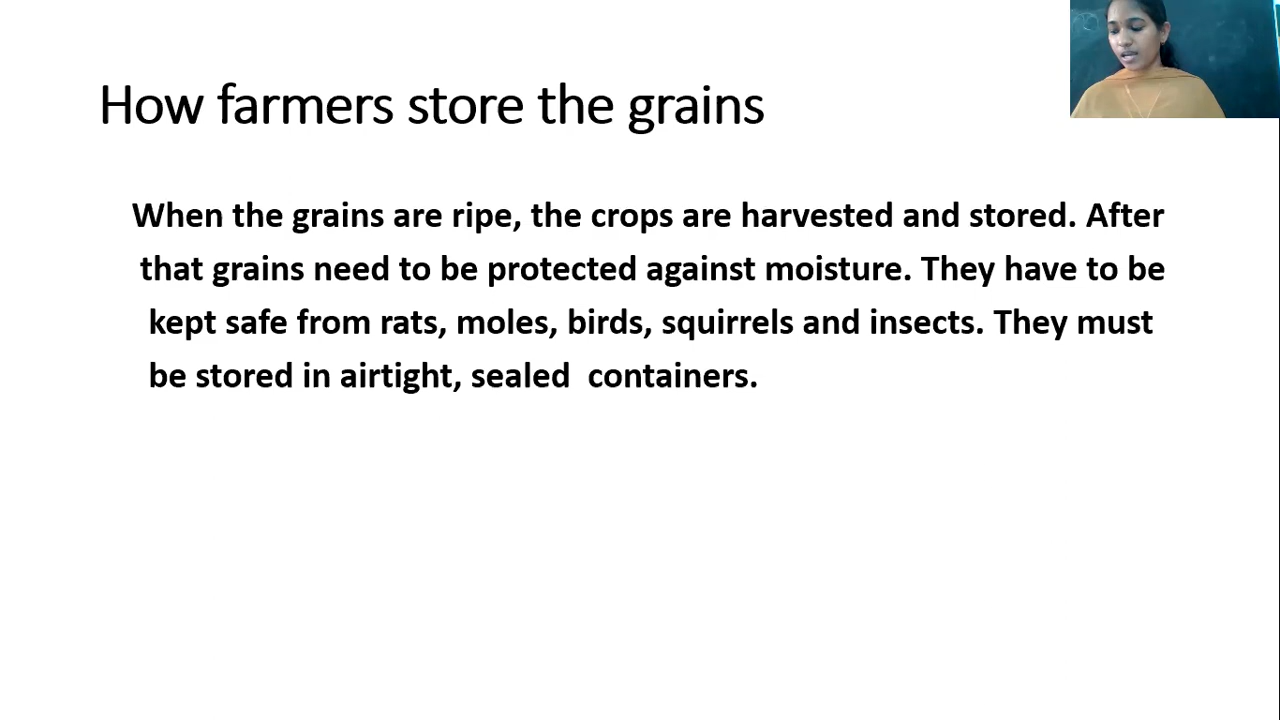 How farmers store the grains
When the grains are ripe, the crops are harvested and stored. After
that grains need to be protected against moisture. They have to be
kept safe from rats, moles, birds, squirrels and insects. They must
be stored in airtight, sealed  containers.